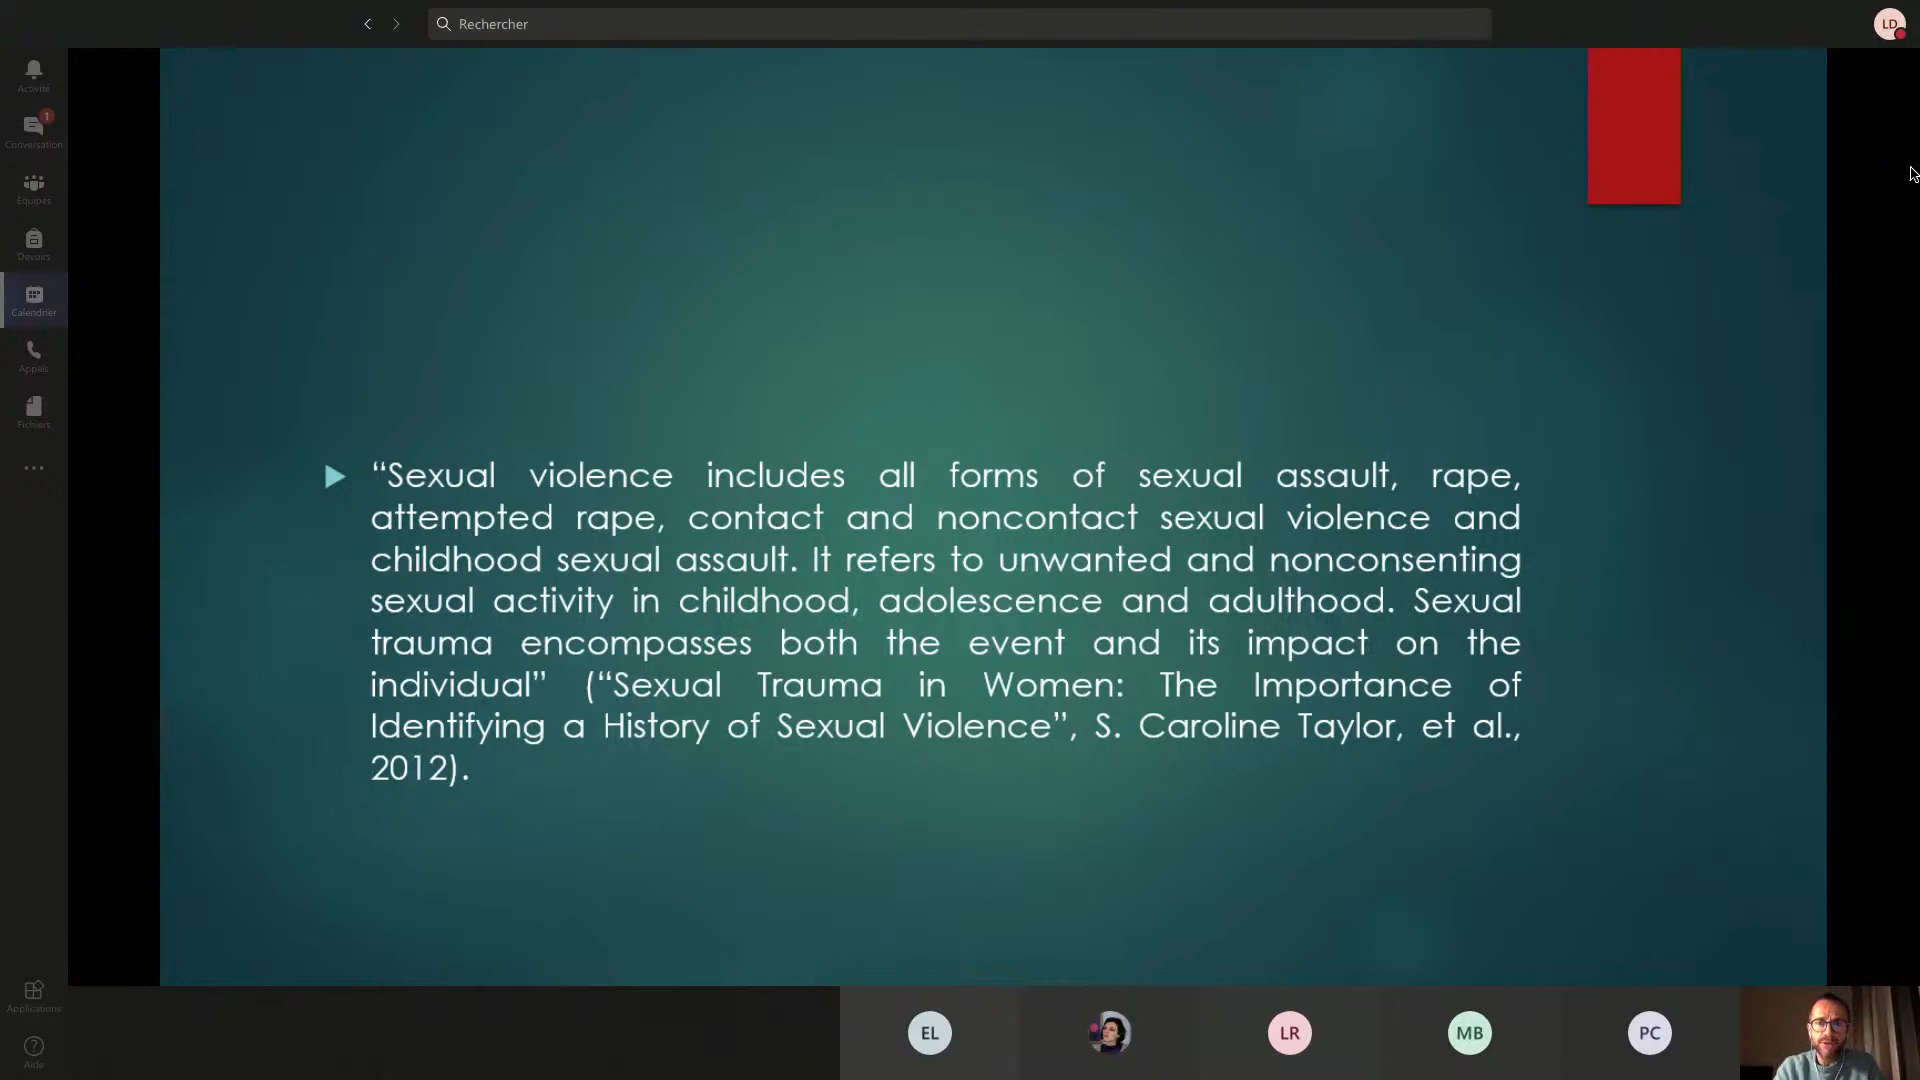 Rechercher
LD
Activité
1
Conversation
Équipes
Devoirs
Calendrier
Appels
Fichiers
“Sexual violence includes all forms of sexual assault, rape,
attempted rape, contact and noncontact sexual violence and
childhood sexual assault. It refers to unwanted and nonconsenting
sexual activity in childhood, adolescence and adulthood. Sexual
trauma encompasses both the event and its impact on the
individual” (“Sexual Trauma in Women: The Importance of
Identifying a History of Sexual Violence”, S. Caroline Taylor, et al.,
2012).
Applications
Aide
EL
LR
MB
PC